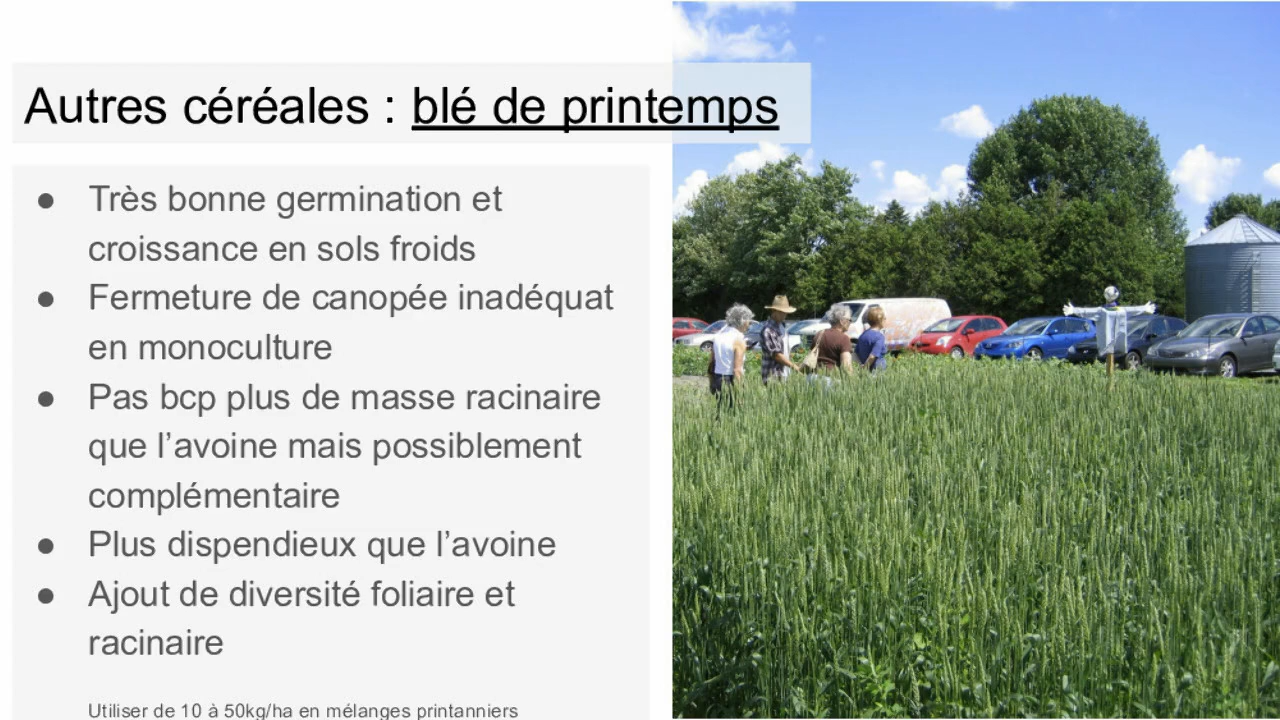 Autres céréales : blé de printemps
● Très bonne germination et
croissance en sols froids
● Fermeture de canopée inadéquat
en monoculture
● Pas bcp plus de masse racinaire
que l’avoine mais possiblement
complémentaire
● Plus dispendieux que l’avoine
● Ajout de diversité foliaire et
racinaire
Utiliser de 10 à 50kg/ha en mélanges printanniers